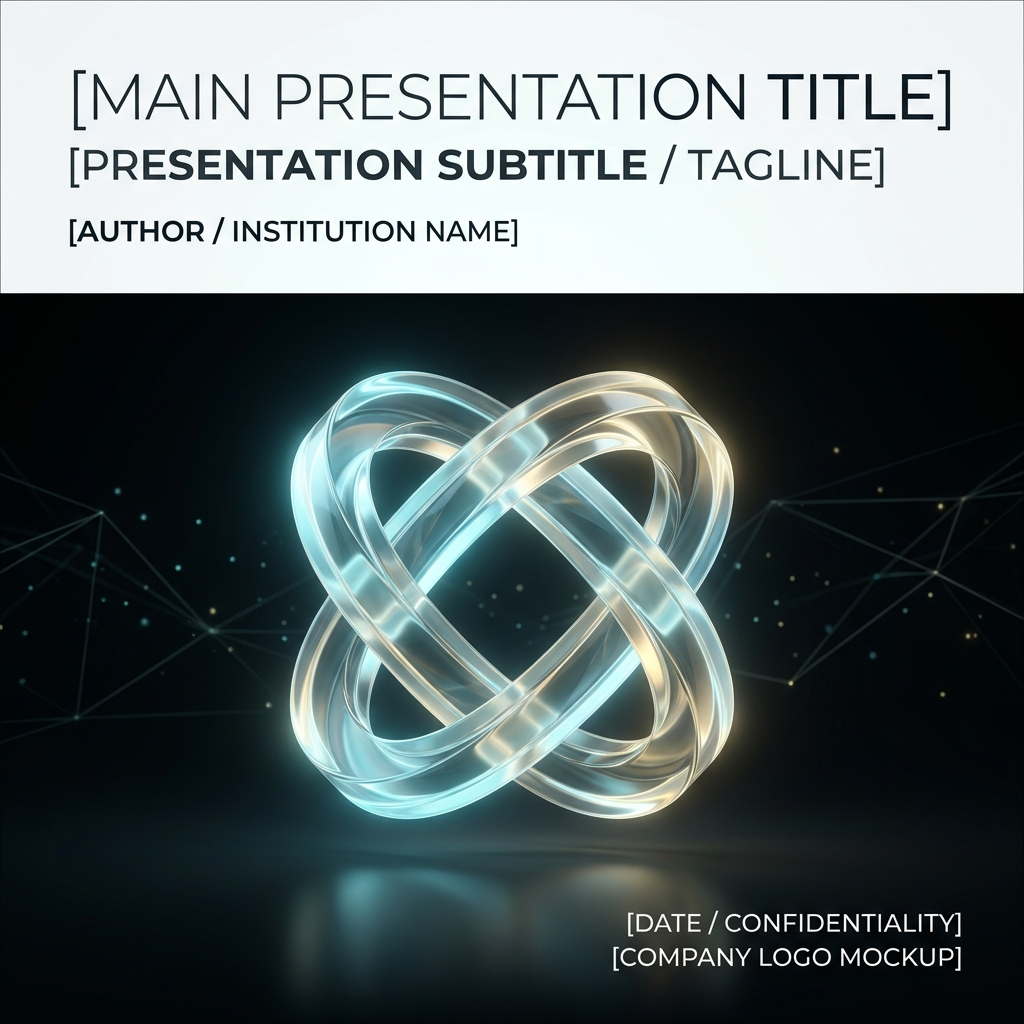 [MAIN PRESENTATION TITLE]
[PRESENTATION SUBTITLE / TAGLINE]
[AUTHOR / INSTITUTION NAME]
[DATE / CONFIDENTIALITY]
[COMPANY LOGO MOCKUP]